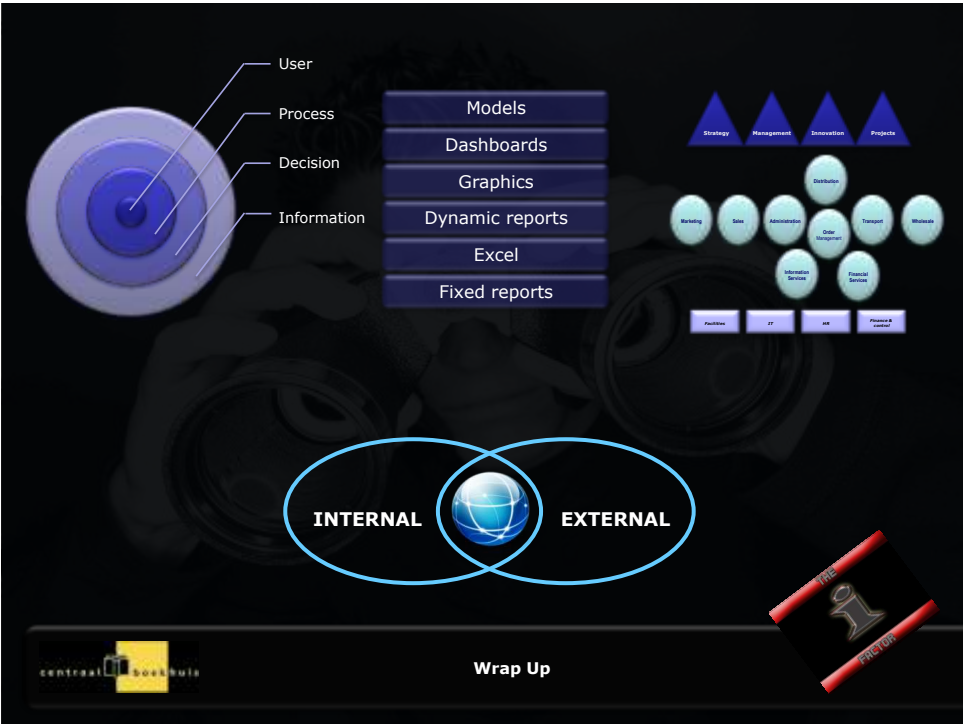 User
Process
Decision
Information
Models
Dashboards
Graphics
Dynamic reports
Excel
Fixed reports
Strategy
Management
Innovation
Projects
Distribution
Marketing
Sales
Administration
Order
Management
Transport
Wholesale
Information
Services
Financial
Services
Facilities
IT
HR
Finance &
control
INTERNAL
EXTERNAL
THE
i
FACTOR
centraal boekhuis
Wrap Up